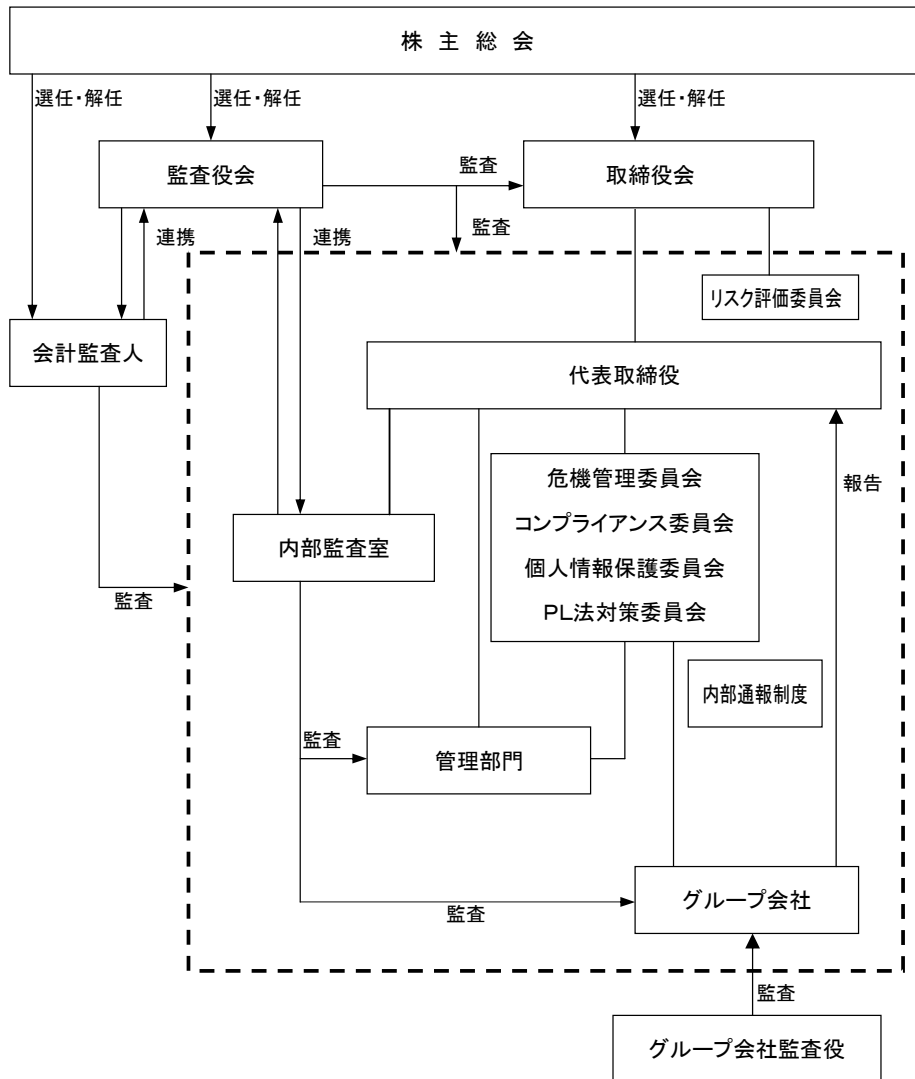 株 主 総 会
選任・解任
選任・解任
選任・解任
監査役会
監査
取締役会
連携
連携
監査
リスク評価委員会
会計監査人
代表取締役
危機管理委員会
コンプライアンス委員会
個人情報保護委員会
PL法対策委員会
報告
内部監査室
監査
内部通報制度
監査
管理部門
監査
グループ会社
監査
グループ会社監査役